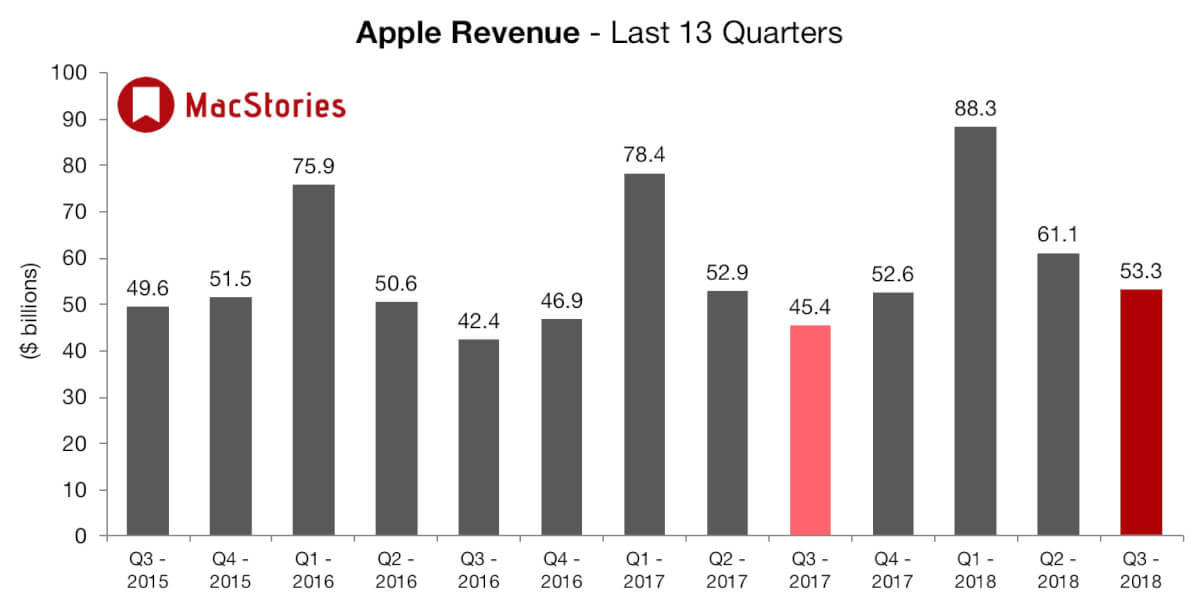 Apple Revenue - Last 13 Quarters
MacStories
($ billions)
100
90
80
70
60
50
40
30
20
10
0
49.6
51.5
75.9
50.6
42.4
46.9
78.4
52.9
45.4
52.6
88.3
61.1
53.3
Q3 - 2015
Q4 - 2015
Q1 - 2016
Q2 - 2016
Q3 - 2016
Q4 - 2016
Q1 - 2017
Q2 - 2017
Q3 - 2017
Q4 - 2017
Q1 - 2018
Q2 - 2018
Q3 - 2018